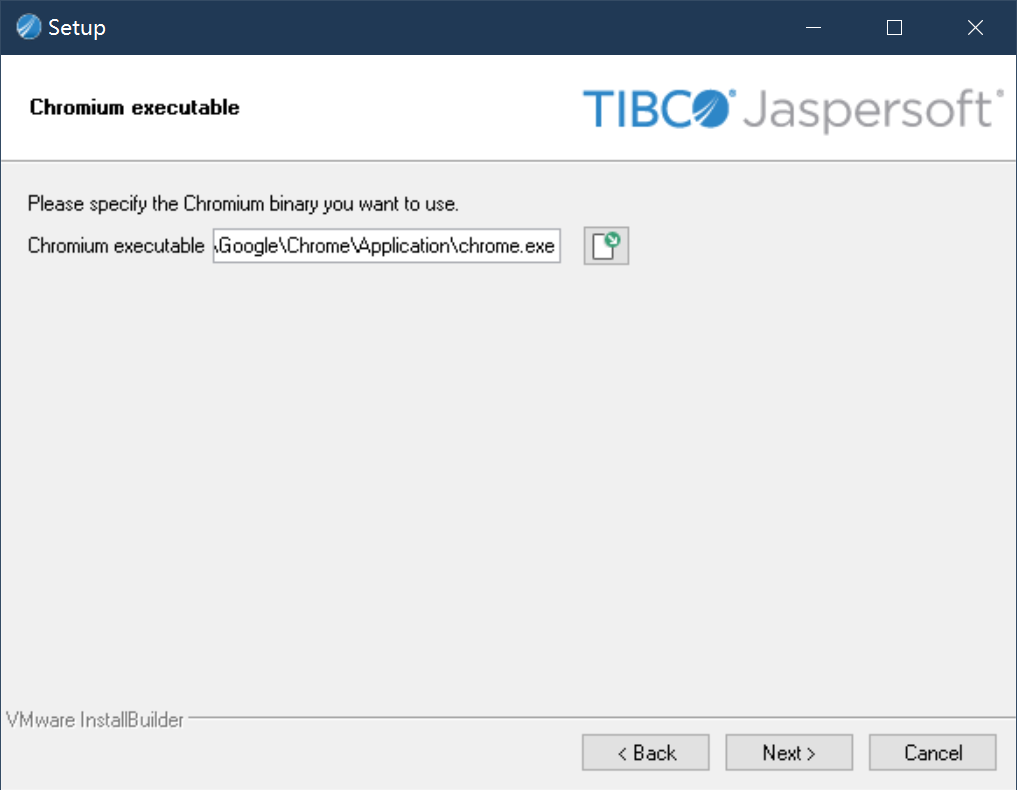 Setup
Chromium executable
TIBCO® Jaspersoft®
Please specify the Chromium binary you want to use.
Chromium executable \Google\Chrome\Application\chrome.exe
VMware InstallBuilder
< Back Next > Cancel